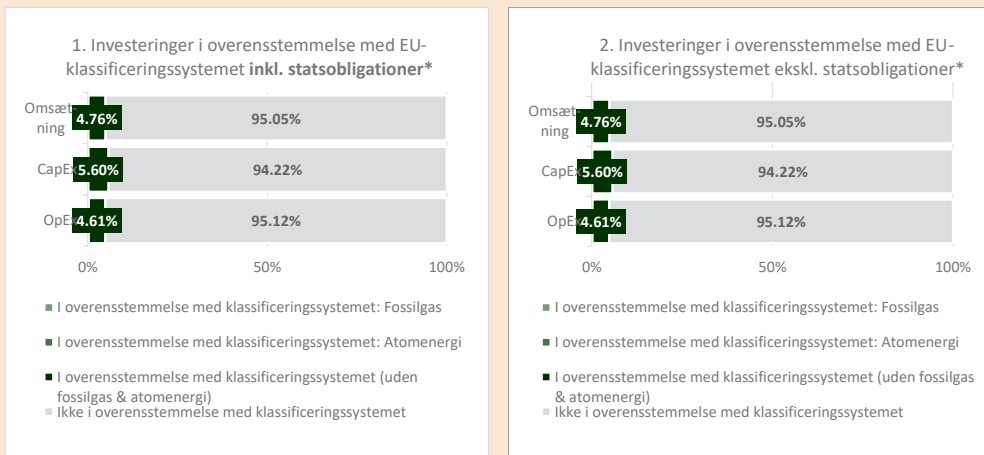 1. Investeringer i overensstemmelse med EU-
klassificeringssystemet inkl. statsobligationer*
Omsæt-
ning
4.76%
95.05%
CapEx
5.60%
94.22%
OpEx
4.61%
95.12%
0%
50%
100%
I overensstemmelse med klassificeringssystemet: Fossilgas
I overensstemmelse med klassificeringssystemet: Atomenergi
I overensstemmelse med klassificeringssystemet (uden
fossilgas & atomenergi)
Ikke i overensstemmelse med klassificeringssystemet
2. Investeringer i overensstemmelse med EU-
klassificeringssystemet ekskl. statsobligationer*
Omsæt-
ning
4.76%
95.05%
CapEx
5.60%
94.22%
OpEx
4.61%
95.12%
0%
50%
100%
I overensstemmelse med klassificeringssystemet: Fossilgas
I overensstemmelse med klassificeringssystemet: Atomenergi
I overensstemmelse med klassificeringssystemet (uden fossilgas
& atomenergi)
Ikke i overensstemmelse med klassificeringssystemet